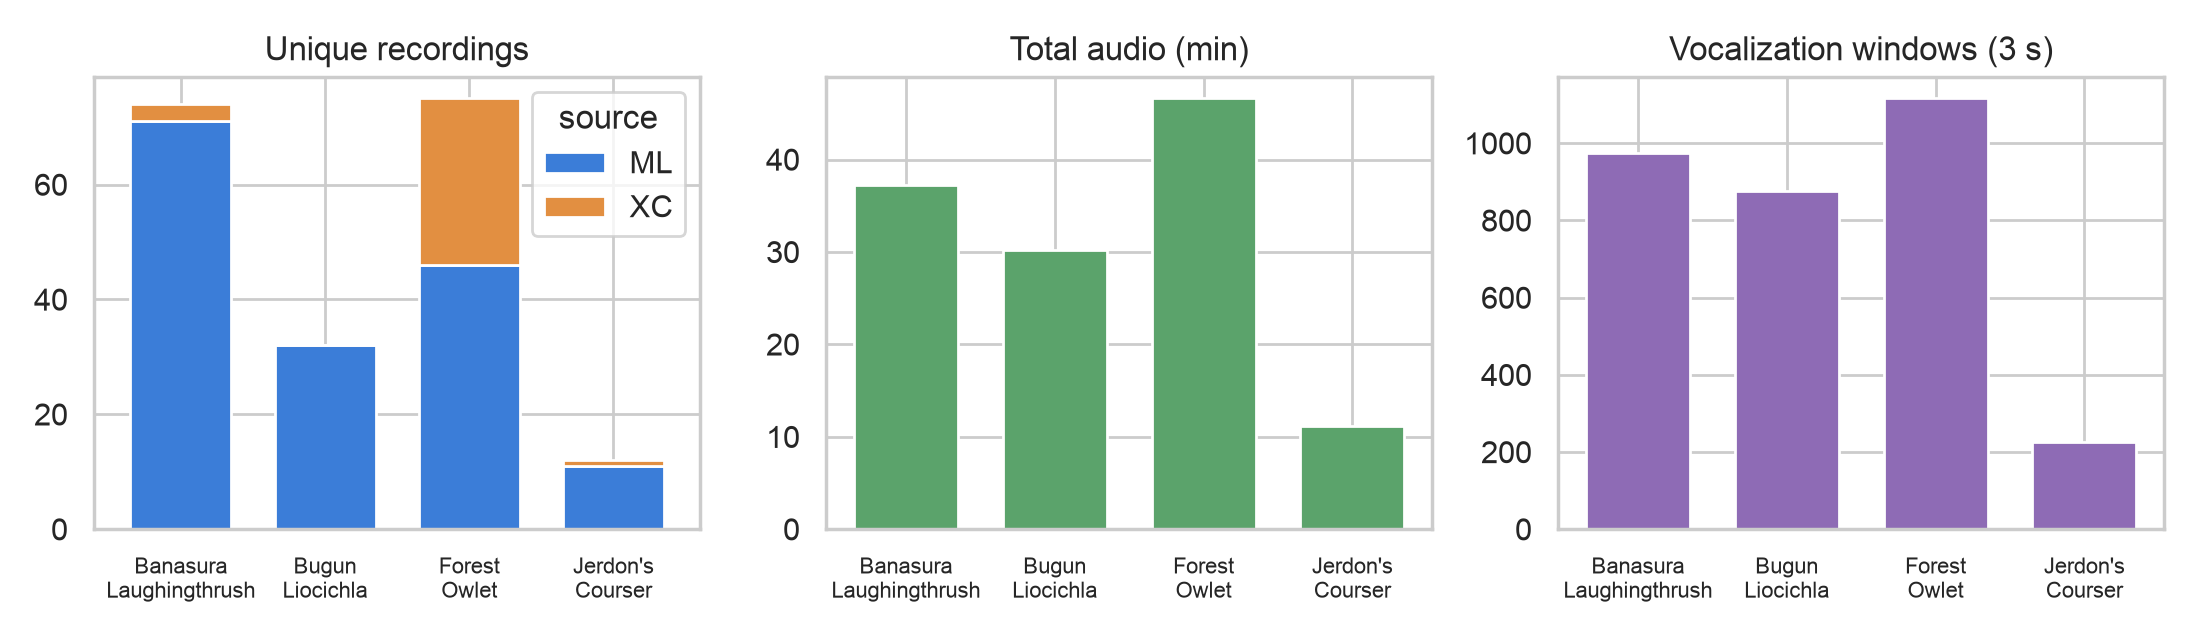 Unique recordings
60
40
20
0
source
ML
XC
Banasura
Laughingthrush
Bugun
Liocichla
Forest
Owlet
Jerdon's
Courser
Total audio (min)
40
30
20
10
0
Banasura
Laughingthrush
Bugun
Liocichla
Forest
Owlet
Jerdon's
Courser
Vocalization windows (3 s)
1000
800
600
400
200
0
Banasura
Laughingthrush
Bugun
Liocichla
Forest
Owlet
Jerdon's
Courser